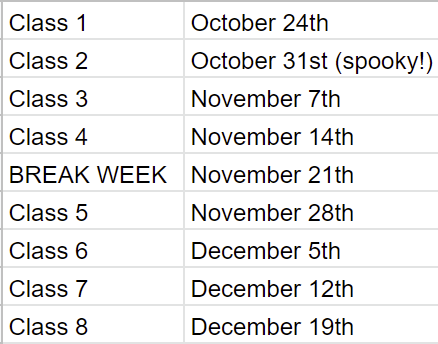 Class 1 October 24th
Class 2 October 31st (spooky!)
Class 3 November 7th
Class 4 November 14th
BREAK WEEK November 21th
Class 5 November 28th
Class 6 December 5th
Class 7 December 12th
Class 8 December 19th